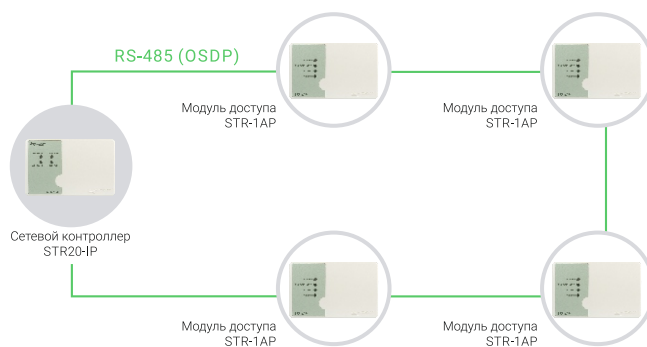 RS-485 (OSDP)
Модуль доступа
STR-1AP
Модуль доступа
STR-1AP
Сетевой контроллер
STR20-IP
Модуль доступа
STR-1AP
Модуль доступа
STR-1AP